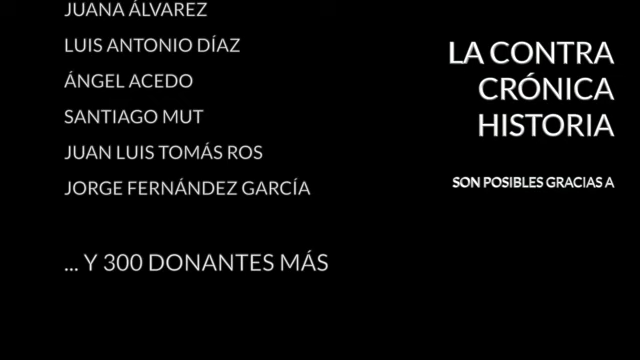 JUANA ÁLVAREZ
LUIS ANTONIO DÍAZ
ÁNGEL ACEDO
SANTIAGO MUT
JUAN LUIS TOMÁS ROS
JORGE FERNÁNDEZ GARCÍA
... Y 300 DONANTES MÁS
LA CONTRA
CRÓNICA
HISTORIA
SON POSIBLES GRACIAS A